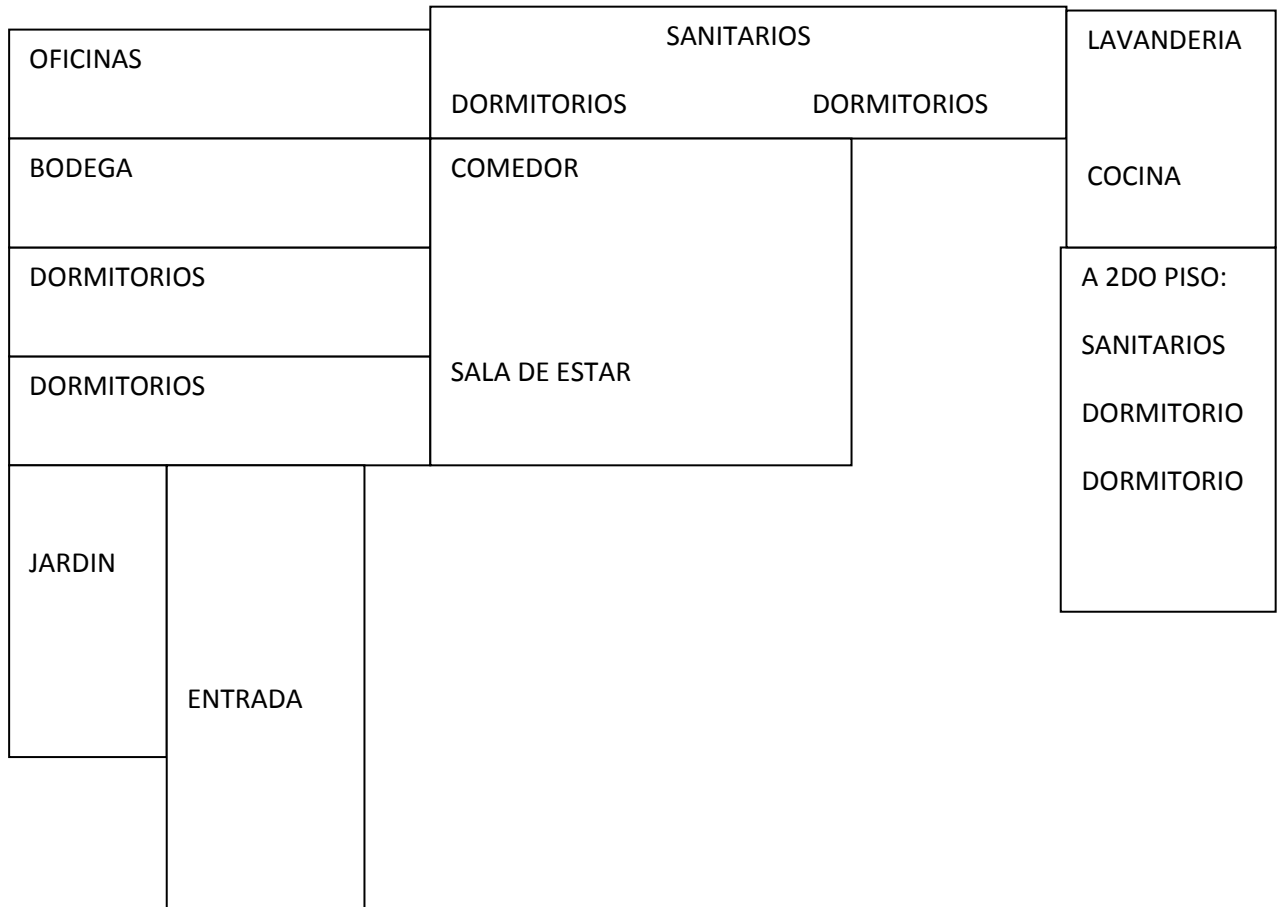 OFICINAS
SANITARIOS
DORMITORIOS DORMITORIOS
LAVANDERIA
COCINA
BODEGA
COMEDOR
DORMITORIOS
DORMITORIOS
SALA DE ESTAR
A 2DO PISO:
SANITARIOS
DORMITORIO
DORMITORIO
JARDIN
ENTRADA